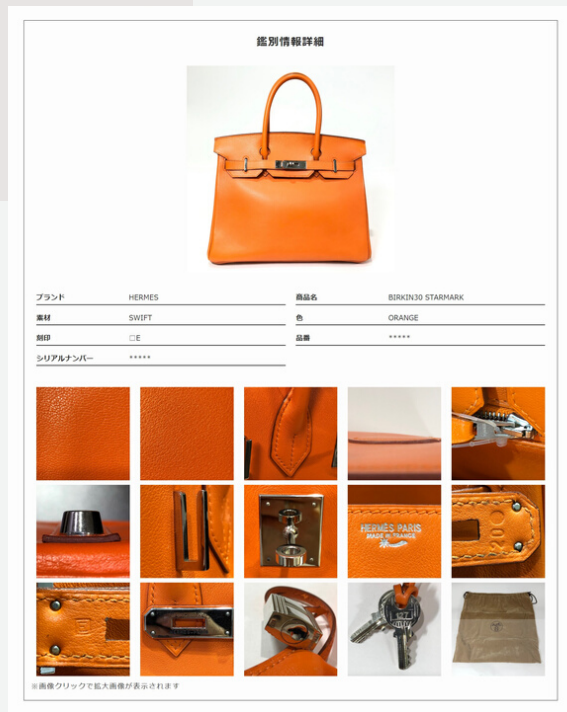 鑑別情報詳細
ブランド HERMES 商品名 BIRKIN30 STARMARK
素材 SWIFT 色 ORANGE
刻印 □E 品番 *****
シリアルナンバー *****
HERMÈS PARIS
MADE IN FRANCE
※画像クリックで拡大画像が表示されます